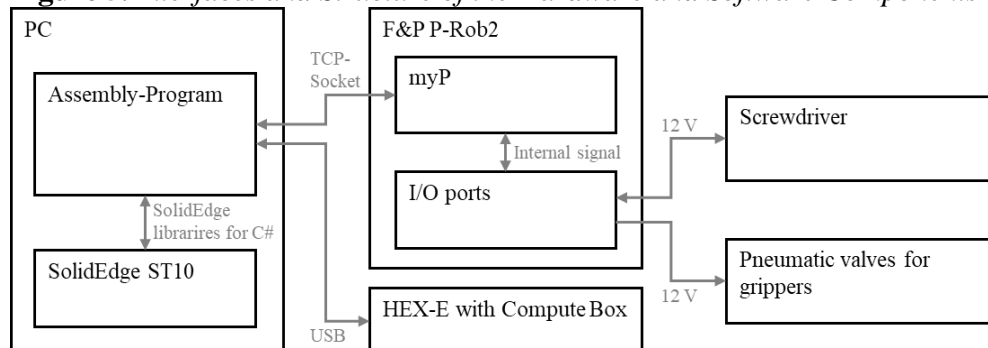 PC
F&P P-Rob2
TCP-
Socket
myP
Assembly-Program
12 V
Screwdriver
Internal signal
I/O ports
SolidEdge
librarires for C#
SolidEdge ST10
Pneumatic valves for
grippers
12 V
HEX-E with Compute Box
USB